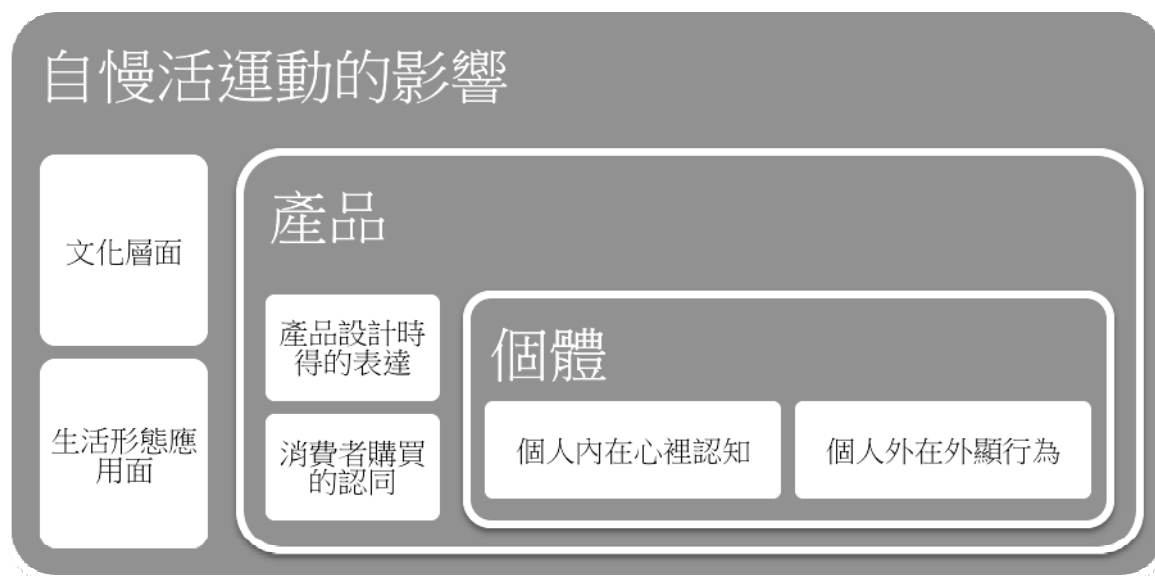 自慢活運動的影響
文化層面
生活形態應
用面
產品
產品設計時
得的表達
消費者購買
的認同
個體
個人內在心裡認知
個人外在外顯行為